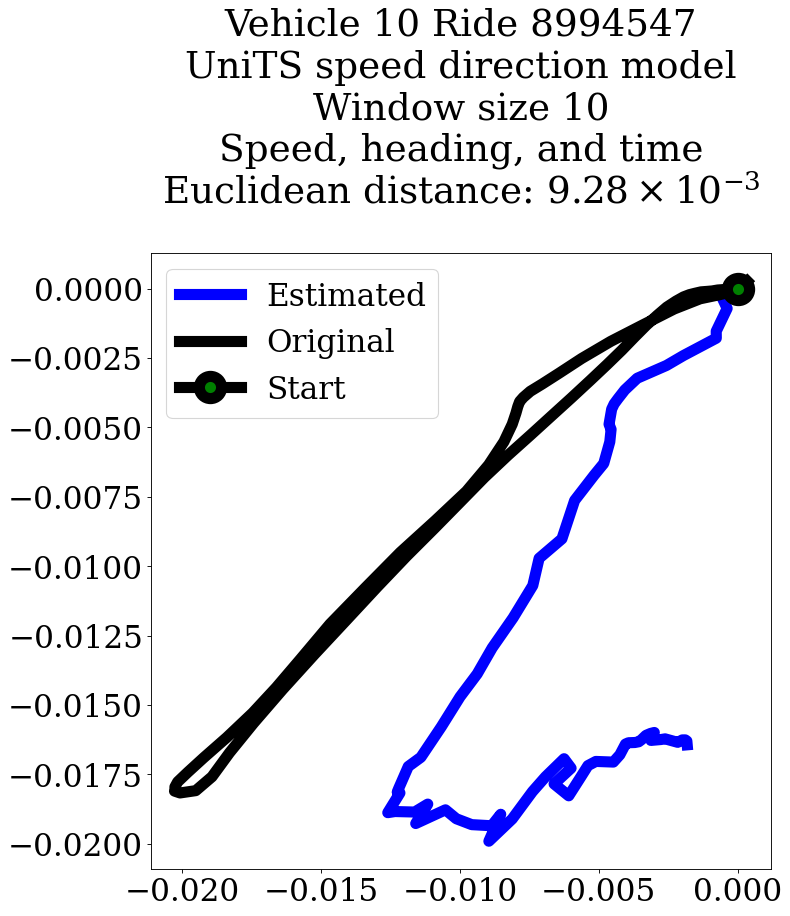 Vehicle 10 Ride 8994547
UniTS speed direction model
Window size 10
Speed, heading, and time
Euclidean distance: 9.28 × 10⁻³
Estimated
Original
Start
0.0000
−0.0025
−0.0050
−0.0075
−0.0100
−0.0125
−0.0150
−0.0175
−0.0200
−0.020 −0.015 −0.010 −0.005 0.000